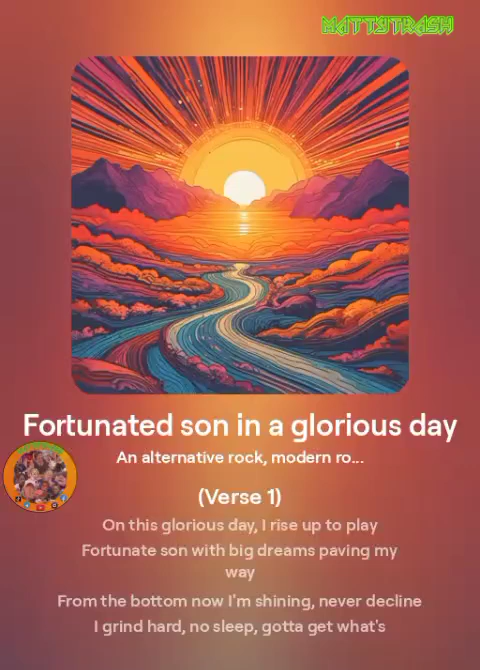 MATTYTRASH
Fortunated son in a glorious day
An alternative rock, modern ro...
(Verse 1)
On this glorious day, I rise up to play
Fortunate son with big dreams paving my
way
From the bottom now I'm shining, never decline
I grind hard, no sleep, gotta get what's